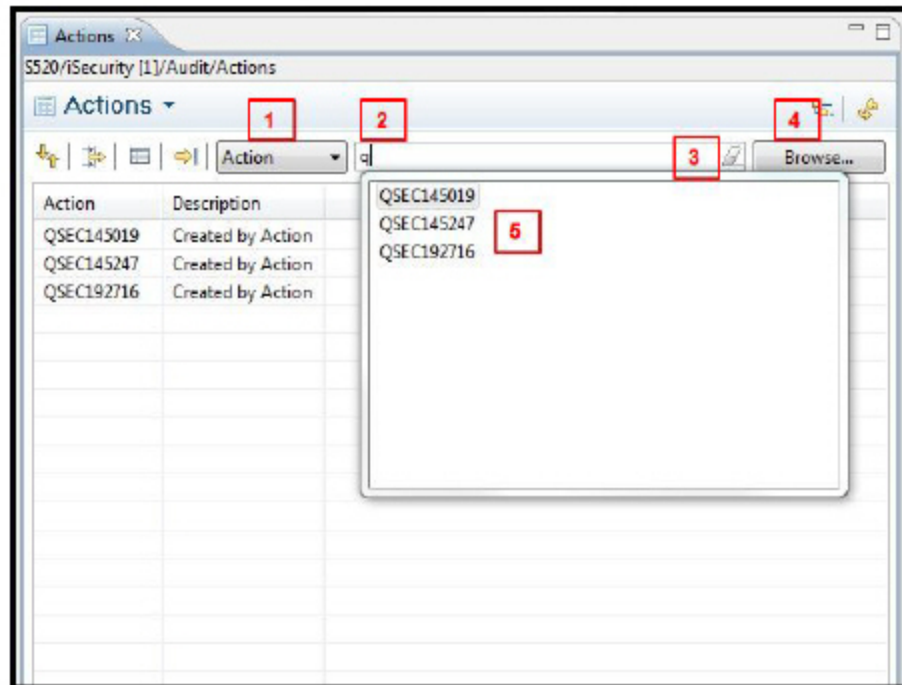 Actions
S520/iSecurity [1]/Audit/Actions
Actions
1 2 4
Action q 3 Browse...
Action Description
QSEC145019 Created by Action
QSEC145247 Created by Action
QSEC192716 Created by Action
QSEC145019
QSEC145247
QSEC192716
5